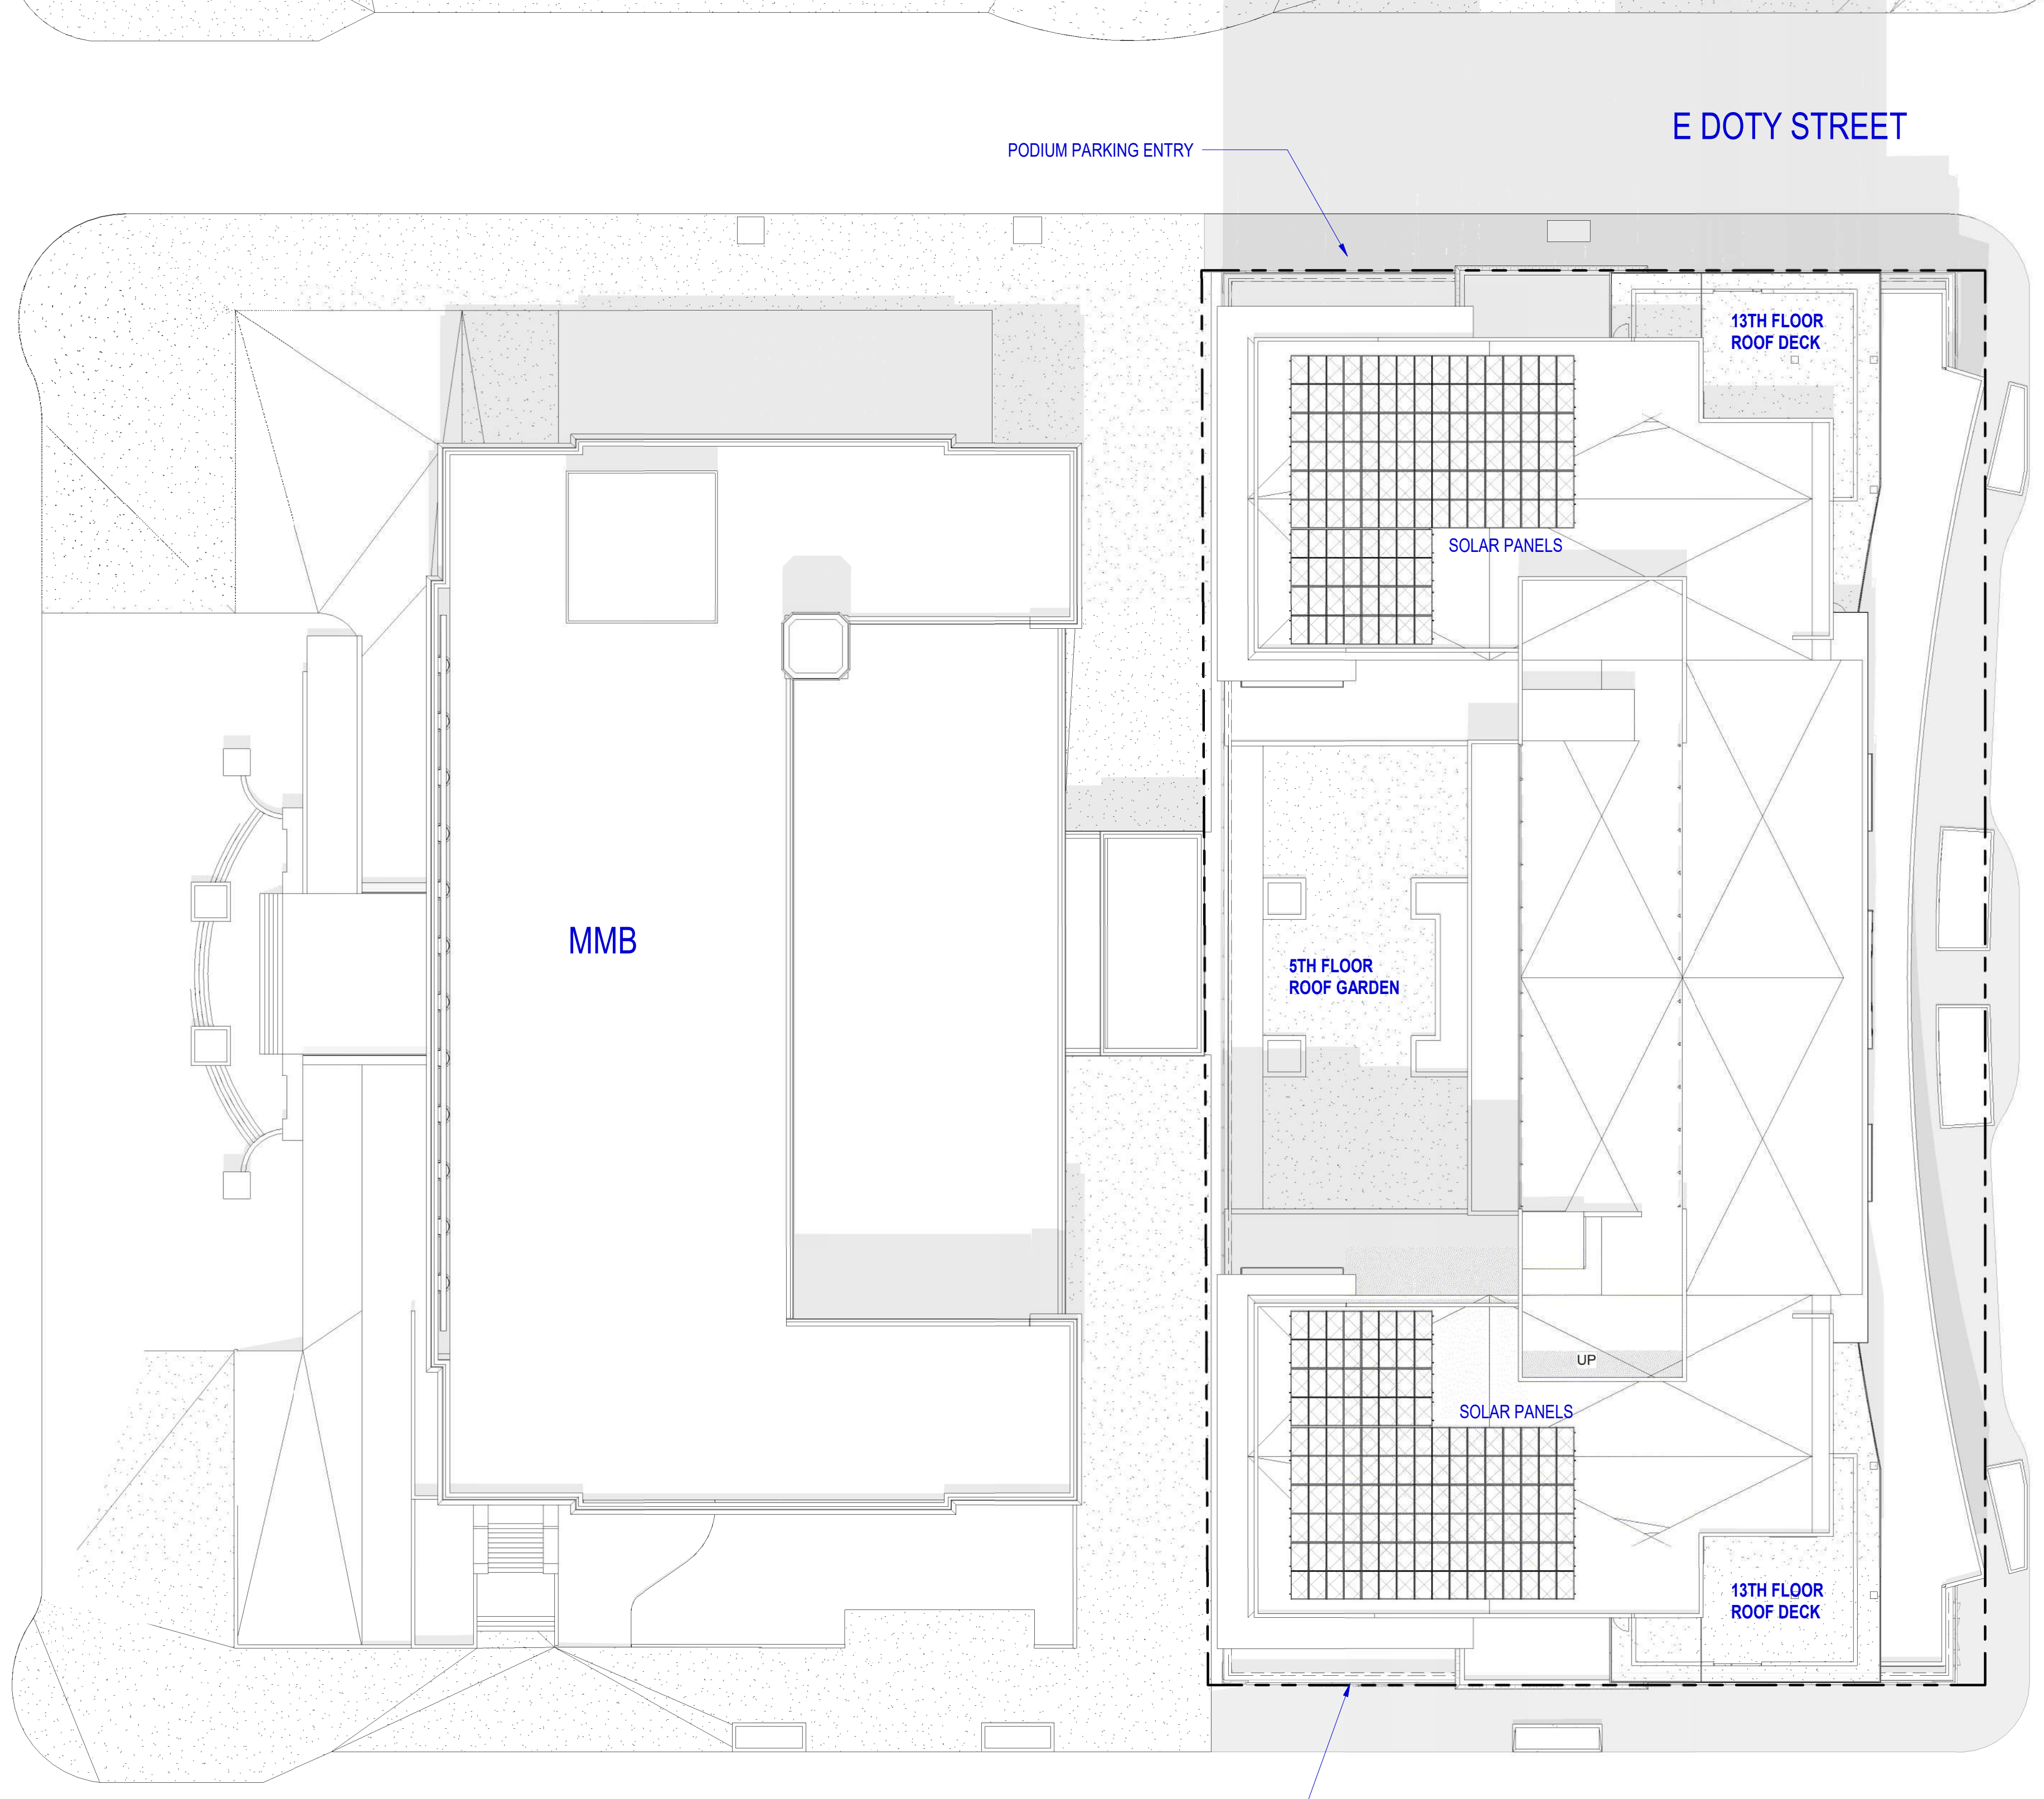 E DOTY STREET
PODIUM PARKING ENTRY
13TH FLOOR
ROOF DECK
SOLAR PANELS
MMB
5TH FLOOR
ROOF GARDEN
UP
SOLAR PANELS
13TH FLOOR
ROOF DECK